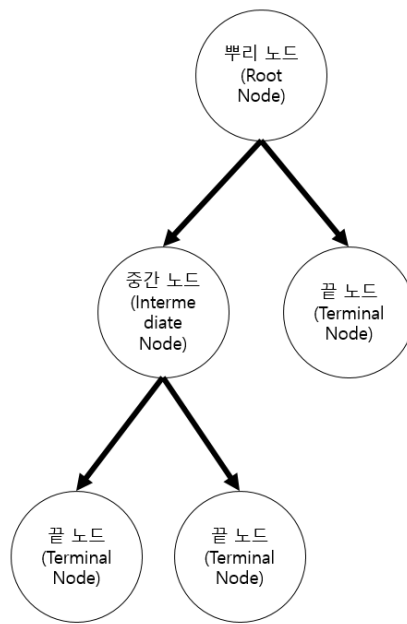 뿌리 노드
(Root
Node)
중간 노드
(Interme
diate
Node)
끝 노드
(Terminal
Node)
끝 노드
(Terminal
Node)
끝 노드
(Terminal
Node)